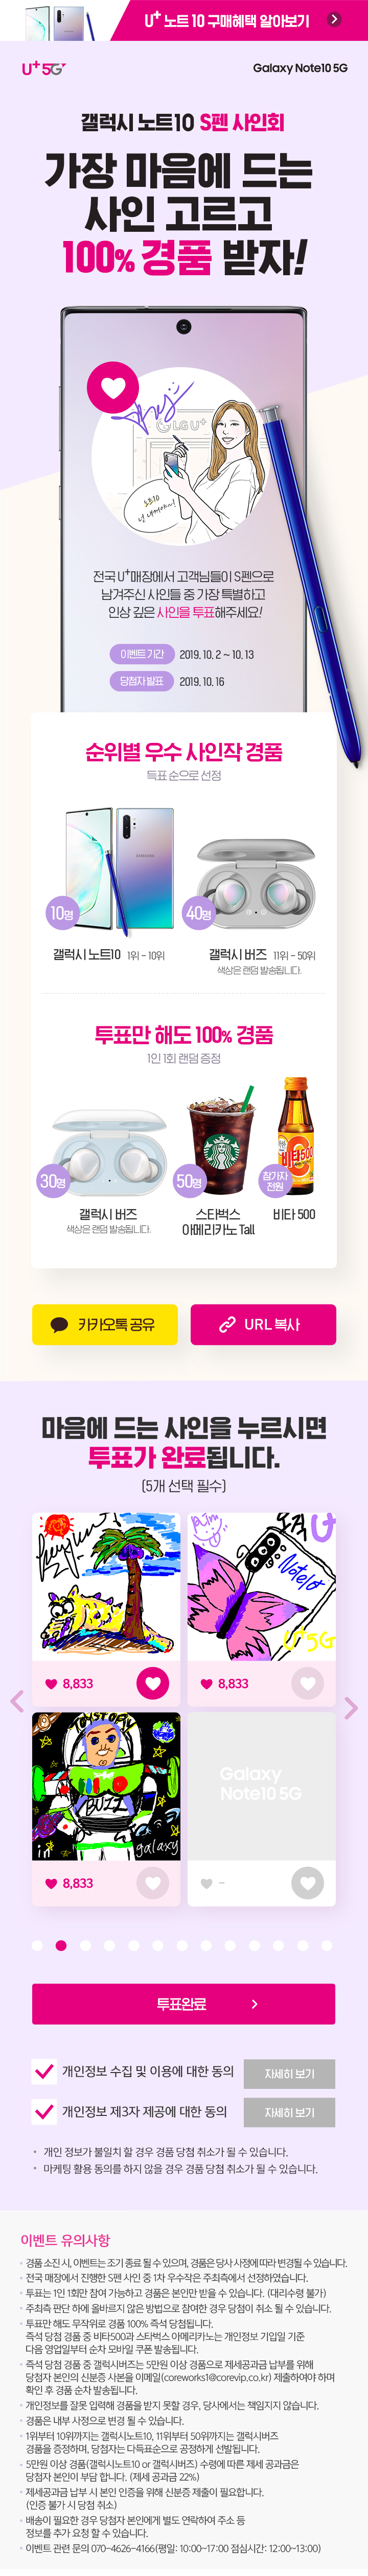 U⁺ 노트 10 구매혜택 알아보기
U⁺5G
Galaxy Note10 5G
갤럭시 노트10 S펜 사인회
가장 마음에 드는
사인 고르고
100% 경품 받자!
LG U⁺
노트10
전국 U⁺매장에서 고객님들이 S펜으로
남겨주신 사인들 중 가장 특별하고
인상 깊은 사인을 투표해주세요!
이벤트 기간 2019. 10. 2 ~ 10. 13
당첨자 발표 2019. 10. 16
순위별 우수 사인작 경품
득표 순으로 선정
SAMSUNG
10명
40명
갤럭시 노트10 1위 - 10위
갤럭시 버즈 11위 - 50위
색상은 랜덤 발송됩니다.
투표만 해도 100% 경품
1인 1회 랜덤 증정
비타500
30명
50명
참가자
전원
갤럭시 버즈
색상은 랜덤 발송됩니다.
스타벅스
아메리카노 Tall
비타 500
카카오톡 공유
URL 복사
마음에 드는 사인을 누르시면
투표가 완료됩니다.
(5개 선택 필수)
U
Note10
U+5G
8,833
8,833
TOY STORY
BUZZ
in
galaxy
Galaxy
Note10 5G
8,833
-
투표완료
개인정보 수집 및 이용에 대한 동의
자세히 보기
개인정보 제3자 제공에 대한 동의
자세히 보기
• 개인 정보가 불일치 할 경우 경품 당첨 취소가 될 수 있습니다.
• 마케팅 활용 동의를 하지 않을 경우 경품 당첨 취소가 될 수 있습니다.
이벤트 유의사항
• 경품 소진 시, 이벤트는 조기 종료 될 수 있으며, 경품은 당사 사정에 따라 변경될 수 있습니다.
• 전국 매장에서 진행한 S펜 사인 중 1차 우수작은 주최측에서 선정하였습니다.
• 투표는 1인 1회만 참여 가능하고 경품은 본인만 받을 수 있습니다. (대리수령 불가)
• 주최측 판단 하에 올바르지 않은 방법으로 참여한 경우 당첨이 취소 될 수 있습니다.
• 투표만 해도 무작위로 경품 100% 즉석 당첨됩니다.
즉석 당첨 경품 중 비타500과 스타벅스 아메리카노는 개인정보 기입일 기준
다음 영업일부터 순차 모바일 쿠폰 발송됩니다.
• 즉석 당첨 경품 중 갤럭시버즈는 5만원 이상 경품으로 제세공과금 납부를 위해
당첨자 본인의 신분증 사본을 이메일(coreworks1@corevip.co.kr) 제출하여야 하며
확인 후 경품 순차 발송됩니다.
• 개인정보를 잘못 입력해 경품을 받지 못할 경우, 당사에서는 책임지지 않습니다.
• 경품은 내부 사정으로 변경 될 수 있습니다.
• 1위부터 10위까지는 갤럭시노트10, 11위부터 50위까지는 갤럭시버즈
경품을 증정하며, 당첨자는 다득표순으로 공정하게 선발됩니다.
• 5만원 이상 경품(갤럭시노트10 or 갤럭시버즈) 수령에 따른 제세 공과금은
당첨자 본인이 부담 합니다. (제세 공과금 22%)
• 제세공과금 납부 시 본인 인증을 위해 신분증 제출이 필요합니다.
(인증 불가 시 당첨 취소)
• 배송이 필요한 경우 당첨자 본인에게 별도 연락하여 주소 등
정보를 추가 요청 할 수 있습니다.
• 이벤트 관련 문의 070-4626-4166(평일: 10:00~17:00 점심시간: 12:00~13:00)